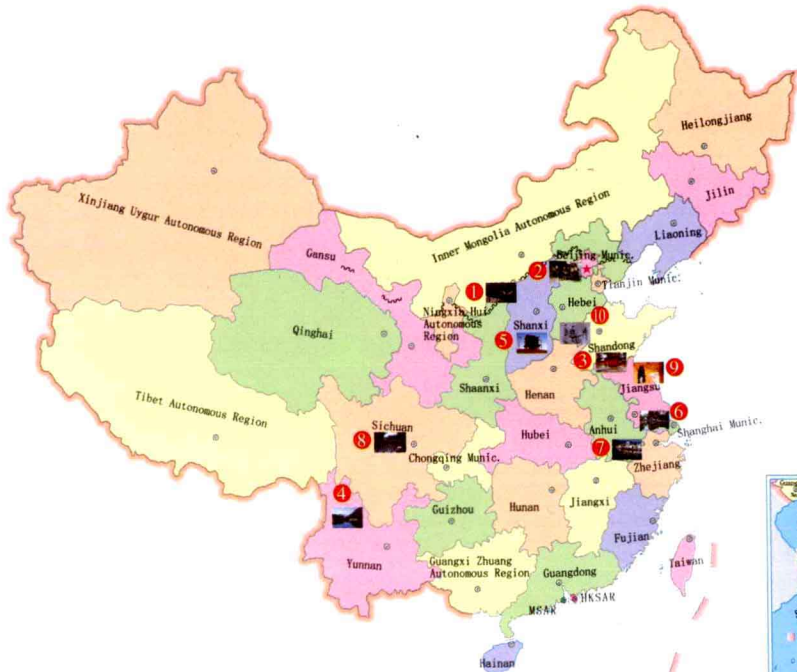 Heilongjiang
Jilin
Liaoning
Inner Mongolia Autonomous Region
Xinjiang Uygur Autonomous Region
Gansu
Beijing Munic.
Tianjin Munic.
2
1
Hebei
Ningxia Hui
Autonomous
Region
10
Qinghai
Shanxi
Shandong
5
3
9
Jiangsu
Shaanxi
Henan
Tibet Autonomous Region
6
Sichuan
Hubei
Anhui
Shanghai Munic.
8
7
Chongqing Munic.
Zhejiang
4
Guizhou
Hunan
Jiangxi
Fujian
Yunnan
Guangxi Zhuang
Autonomous Region
Guangdong
Taiwan
MSAR
HKSAR
Hainan